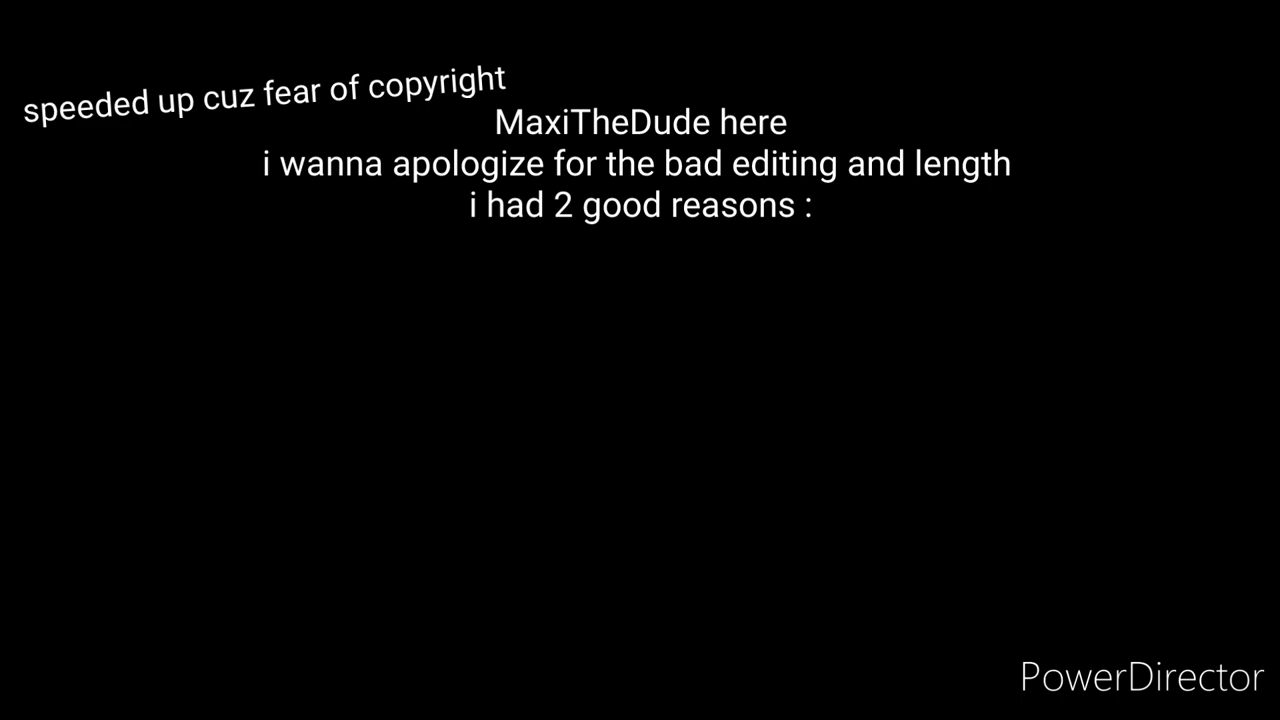 speeded up cuz fear of copyright
MaxiTheDude here
i wanna apologize for the bad editing and length
i had 2 good reasons :
PowerDirector